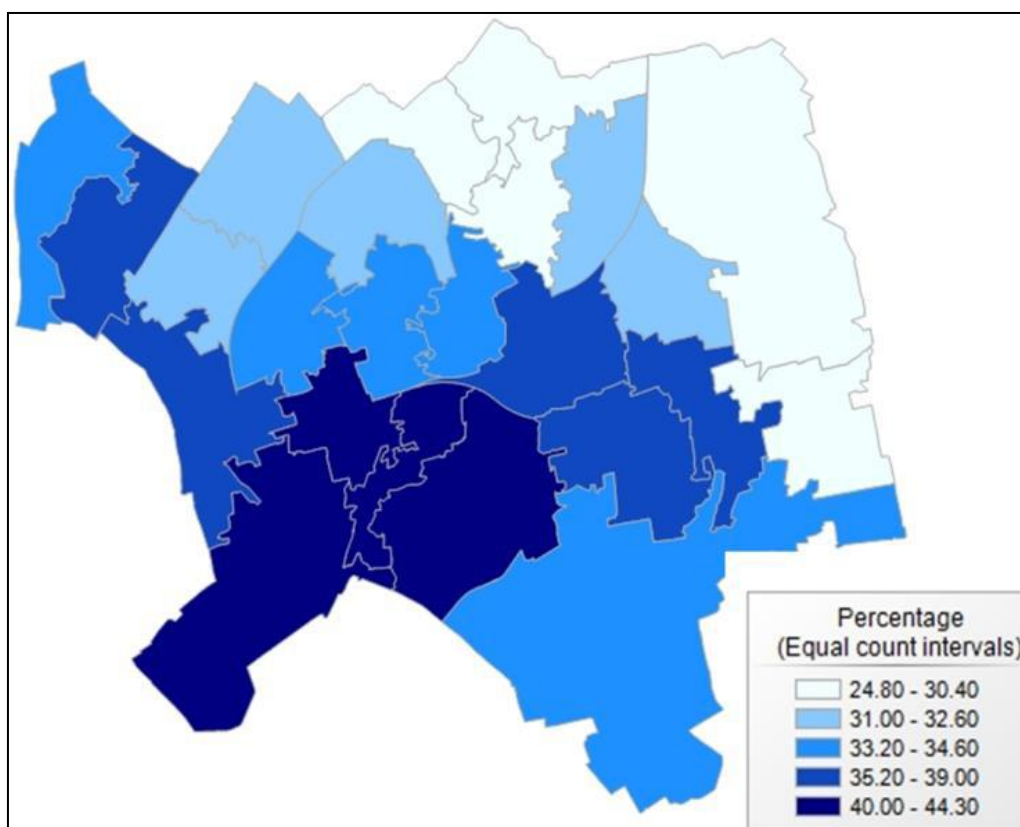 Percentage
(Equal count intervals)
24.80 - 30.40
31.00 - 32.60
33.20 - 34.60
35.20 - 39.00
40.00 - 44.30